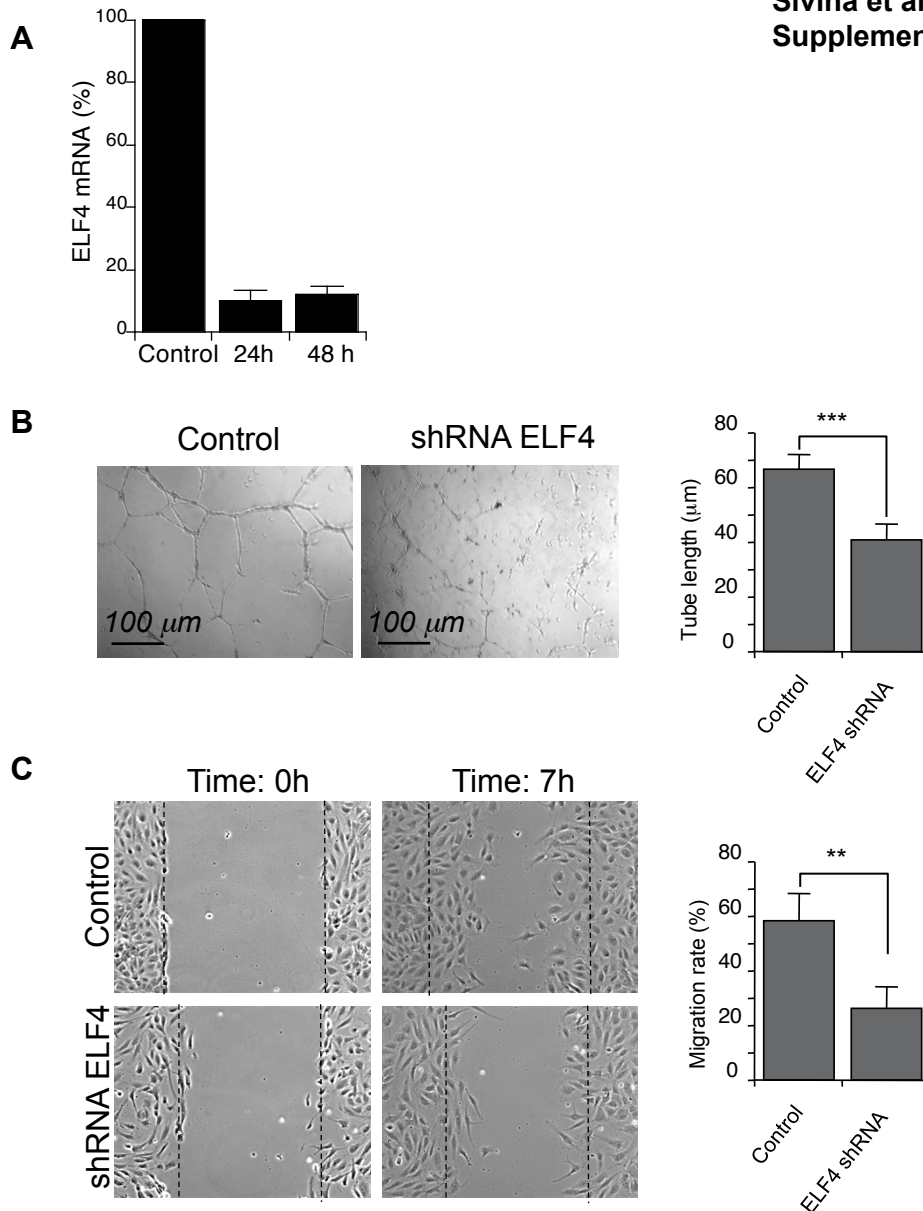 Sivina et al
Supplemen
A
100
80
60
40
20
0
ELF4 mRNA (%)
Control 24h 48 h
B
Control shRNA ELF4
100 μm 100 μm
***
80
60
40
20
0
Tube length (μm)
Control
ELF4 shRNA
C
Time: 0h Time: 7h
Control
shRNA ELF4
**
80
60
40
20
0
Migration rate (%)
Control
ELF4 shRNA